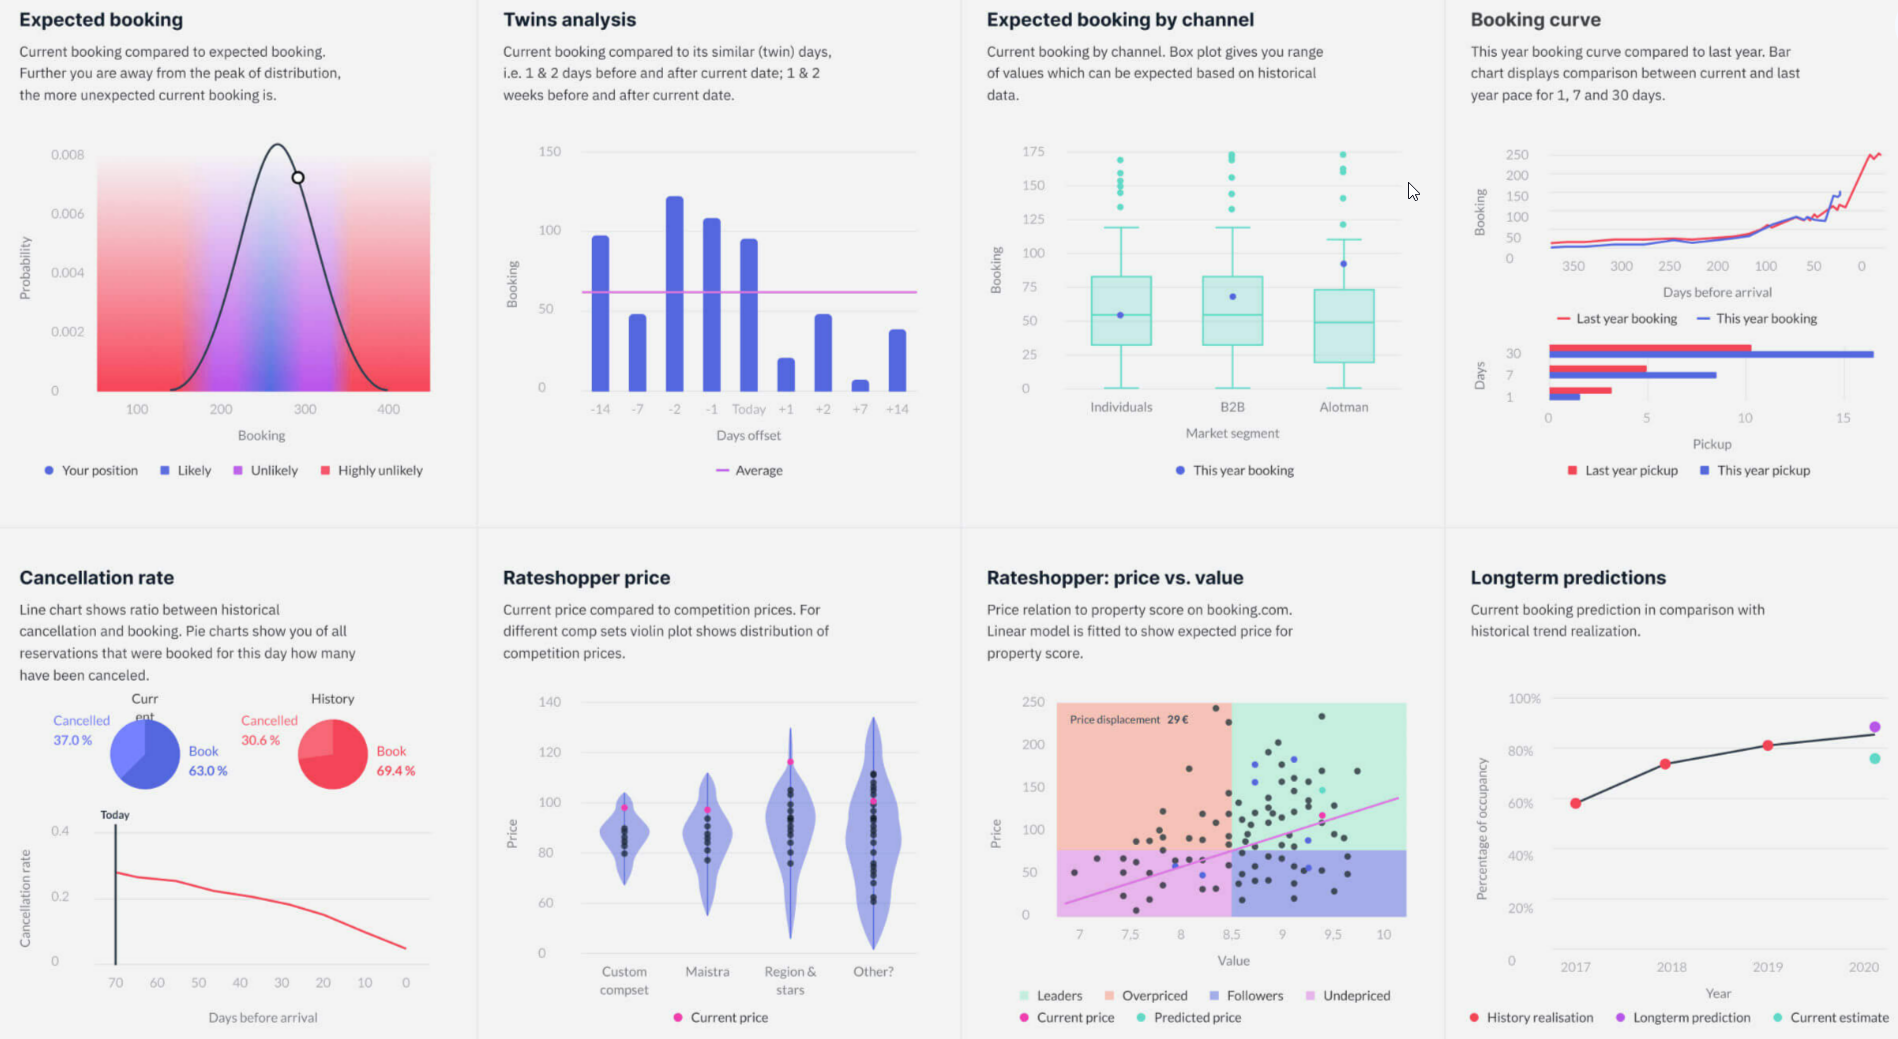 Expected booking
Current booking compared to expected booking.
Further you are away from the peak of distribution,
the more unexpected current booking is.
0.008
0.006
0.004
0.002
0
Probability
100 200 300 400
Booking
Your position Likely Unlikely Highly unlikely
Twins analysis
Current booking compared to its similar (twin) days,
i.e. 1 & 2 days before and after current date; 1 & 2
weeks before and after current date.
150
100
50
0
Booking
-14 -7 -2 -1 Today +1 +2 +7 +14
Days offset
Average
Expected booking by channel
Current booking by channel. Box plot gives you range
of values which can be expected based on historical
data.
175
150
125
100
75
50
25
0
Booking
Individuals B2B Alotman
Market segment
This year booking
Booking curve
This year booking curve compared to last year. Bar
chart displays comparison between current and last
year pace for 1, 7 and 30 days.
250
200
150
100
50
0
Booking
350 300 250 200 100 50 0
Days before arrival
Last year booking This year booking
30
7
1
Days
0 5 10 15
Pickup
Last year pickup This year pickup
Cancellation rate
Line chart shows ratio between historical
cancellation and booking. Pie charts show you of all
reservations that were booked for this day how many
have been canceled.
Curr
ent
Cancelled
37.0 %
Book
63.0 %
History
Cancelled
30.6 %
Book
69.4 %
Today
0.4
0.2
0
Cancellation rate
70 60 50 40 30 20 10 0
Days before arrival
Rateshopper price
Current price compared to competition prices. For
different comp sets violin plot shows distribution of
competition prices.
140
120
100
80
60
0
Price
Custom
compset
Maistra
Region &
stars
Other?
Current price
Rateshopper: price vs. value
Price relation to property score on booking.com.
Linear model is fitted to show expected price for
property score.
Price displacement 29 €
250
200
150
100
50
0
Price
7 7,5 8 8,5 9 9,5 10
Value
Leaders Overpriced Followers Undepriced
Current price Predicted price
Longterm predictions
Current booking prediction in comparison with
historical trend realization.
100%
80%
60%
40%
20%
0
Percentage of occupancy
2017 2018 2019 2020
Year
History realisation Longterm prediction Current estimate